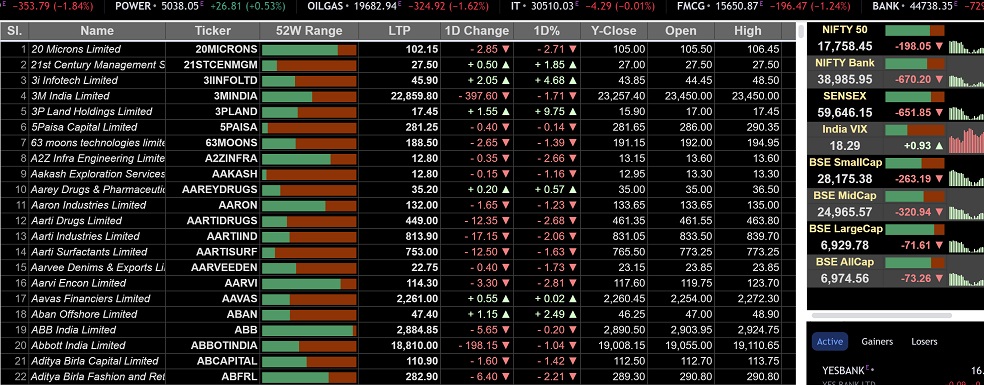 -353.79 (-1.84%) POWER • 5038.05 E +26.81 (+0.53%) OILGAS • 19682.94 E -324.92 (-1.62%) IT • 30510.03 E -4.29 (-0.01%) FMCG • 15650.87 E -196.47 (-1.24%) BANK • 44738.35 E
Sl. Name Ticker 52W Range LTP 1D Change 1D% Y-Close Open High
1 20 Microns Limited 20MICRONS 102.15 - 2.85 ▼ - 2.71 ▼ 105.00 105.50 106.45
2 21st Century Management S 21STCENMGM 27.50 + 0.50 ▲ + 1.85 ▲ 27.00 27.50 27.50
3 3i Infotech Limited 3IINFOLTD 45.90 + 2.05 ▲ + 4.68 ▲ 43.85 44.45 48.50
4 3M India Limited 3MINDIA 22,859.80 - 397.60 ▼ - 1.71 ▼ 23,257.40 23,450.00 23,450.00
5 3P Land Holdings Limited 3PLAND 17.45 + 1.55 ▲ + 9.75 ▲ 15.90 17.00 17.45
6 5Paisa Capital Limited 5PAISA 281.25 - 0.40 ▼ - 0.14 ▼ 281.65 286.00 290.35
7 63 moons technologies limite 63MOONS 188.50 - 2.65 ▼ - 1.39 ▼ 191.15 192.00 194.95
8 A2Z Infra Engineering Limite A2ZINFRA 12.80 - 0.35 ▼ - 2.66 ▼ 13.15 13.60 13.60
9 Aakash Exploration Services AAKASH 12.80 - 0.15 ▼ - 1.16 ▼ 12.95 13.30 13.30
10 Aarey Drugs & Pharmaceutic AAREYDRUGS 35.20 + 0.20 ▲ + 0.57 ▲ 35.00 35.00 36.50
11 Aaron Industries Limited AARON 132.00 - 1.65 ▼ - 1.23 ▼ 133.65 133.65 135.00
12 Aarti Drugs Limited AARTIDRUGS 449.00 - 12.35 ▼ - 2.68 ▼ 461.35 461.55 463.80
13 Aarti Industries Limited AARTIIND 813.90 - 17.15 ▼ - 2.06 ▼ 831.05 833.50 839.70
14 Aarti Surfactants Limited AARTISURF 753.00 - 12.50 ▼ - 1.63 ▼ 765.50 773.25 773.25
15 Aarvee Denims & Exports Li AARVEEDEN 22.75 - 0.40 ▼ - 1.73 ▼ 23.15 23.85 23.85
16 Aarvi Encon Limited AARVI 114.30 - 3.30 ▼ - 2.81 ▼ 117.60 119.75 123.70
17 Aavas Financiers Limited AAVAS 2,261.00 + 0.55 ▲ + 0.02 ▲ 2,260.45 2,254.00 2,272.30
18 Aban Offshore Limited ABAN 47.40 + 1.15 ▲ + 2.49 ▲ 46.25 47.00 48.90
19 ABB India Limited ABB 2,884.85 - 5.65 ▼ - 0.20 ▼ 2,890.50 2,903.95 2,924.75
20 Abbott India Limited ABBOTINDIA 18,810.00 - 198.15 ▼ - 1.04 ▼ 19,008.15 19,055.00 19,110.65
21 Aditya Birla Capital Limited ABCAPITAL 110.90 - 1.60 ▼ - 1.42 ▼ 112.50 112.70 113.75
22 Aditya Birla Fashion and Ret ABFRL 282.90 - 6.40 ▼ - 2.21 ▼ 289.30 290.80 290.80
NIFTY 50
17,758.45 -198.05 ▼
NIFTY Bank
38,985.95 -670.20 ▼
SENSEX
59,646.15 -651.85 ▼
India VIX
18.29 +0.93 ▲
BSE SmallCap
28,175.38 -263.19 ▼
BSE MidCap
24,965.57 -320.94 ▼
BSE LargeCap
6,929.78 -71.61 ▼
BSE AllCap
6,974.56 -73.26 ▼
Active Gainers Losers
YESBANK E • 16.